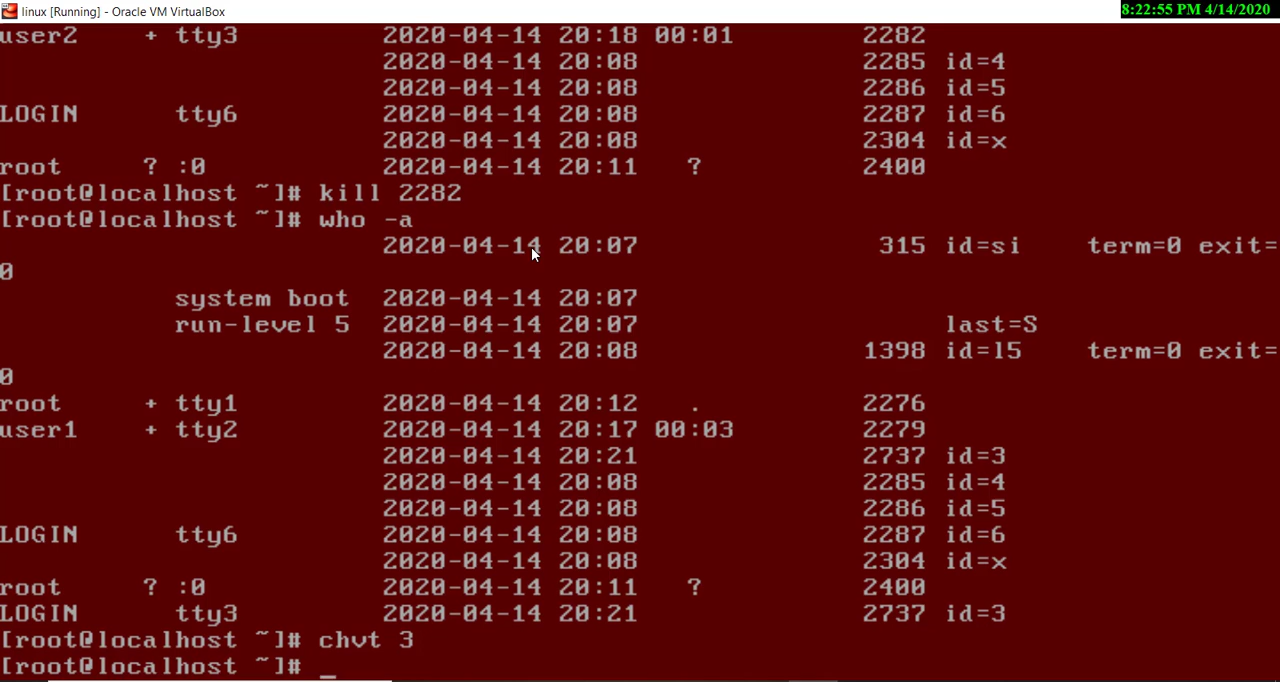 linux [Running] - Oracle VM VirtualBox
8:22:55 PM 4/14/2020
user2     + tty3         2020-04-14 20:18 00:01        2282
2020-04-14 20:08              2285 id=4
2020-04-14 20:08              2286 id=5
LOGIN      tty6         2020-04-14 20:08              2287 id=6
2020-04-14 20:08              2304 id=x
root     ? :0           2020-04-14 20:11   ?          2400
[root@localhost ~]# kill 2282
[root@localhost ~]# who -a
2020-04-14 20:07               315 id=si    term=0 exit=
0
system boot  2020-04-14 20:07
run-level 5  2020-04-14 20:07                   last=S
2020-04-14 20:08              1398 id=l5    term=0 exit=
0
root     + tty1         2020-04-14 20:12   .          2276
user1    + tty2         2020-04-14 20:17 00:03        2279
2020-04-14 20:21              2737 id=3
2020-04-14 20:08              2285 id=4
2020-04-14 20:08              2286 id=5
LOGIN      tty6         2020-04-14 20:08              2287 id=6
2020-04-14 20:08              2304 id=x
root     ? :0           2020-04-14 20:11   ?          2400
LOGIN      tty3         2020-04-14 20:21              2737 id=3
[root@localhost ~]# chvt 3
[root@localhost ~]# _